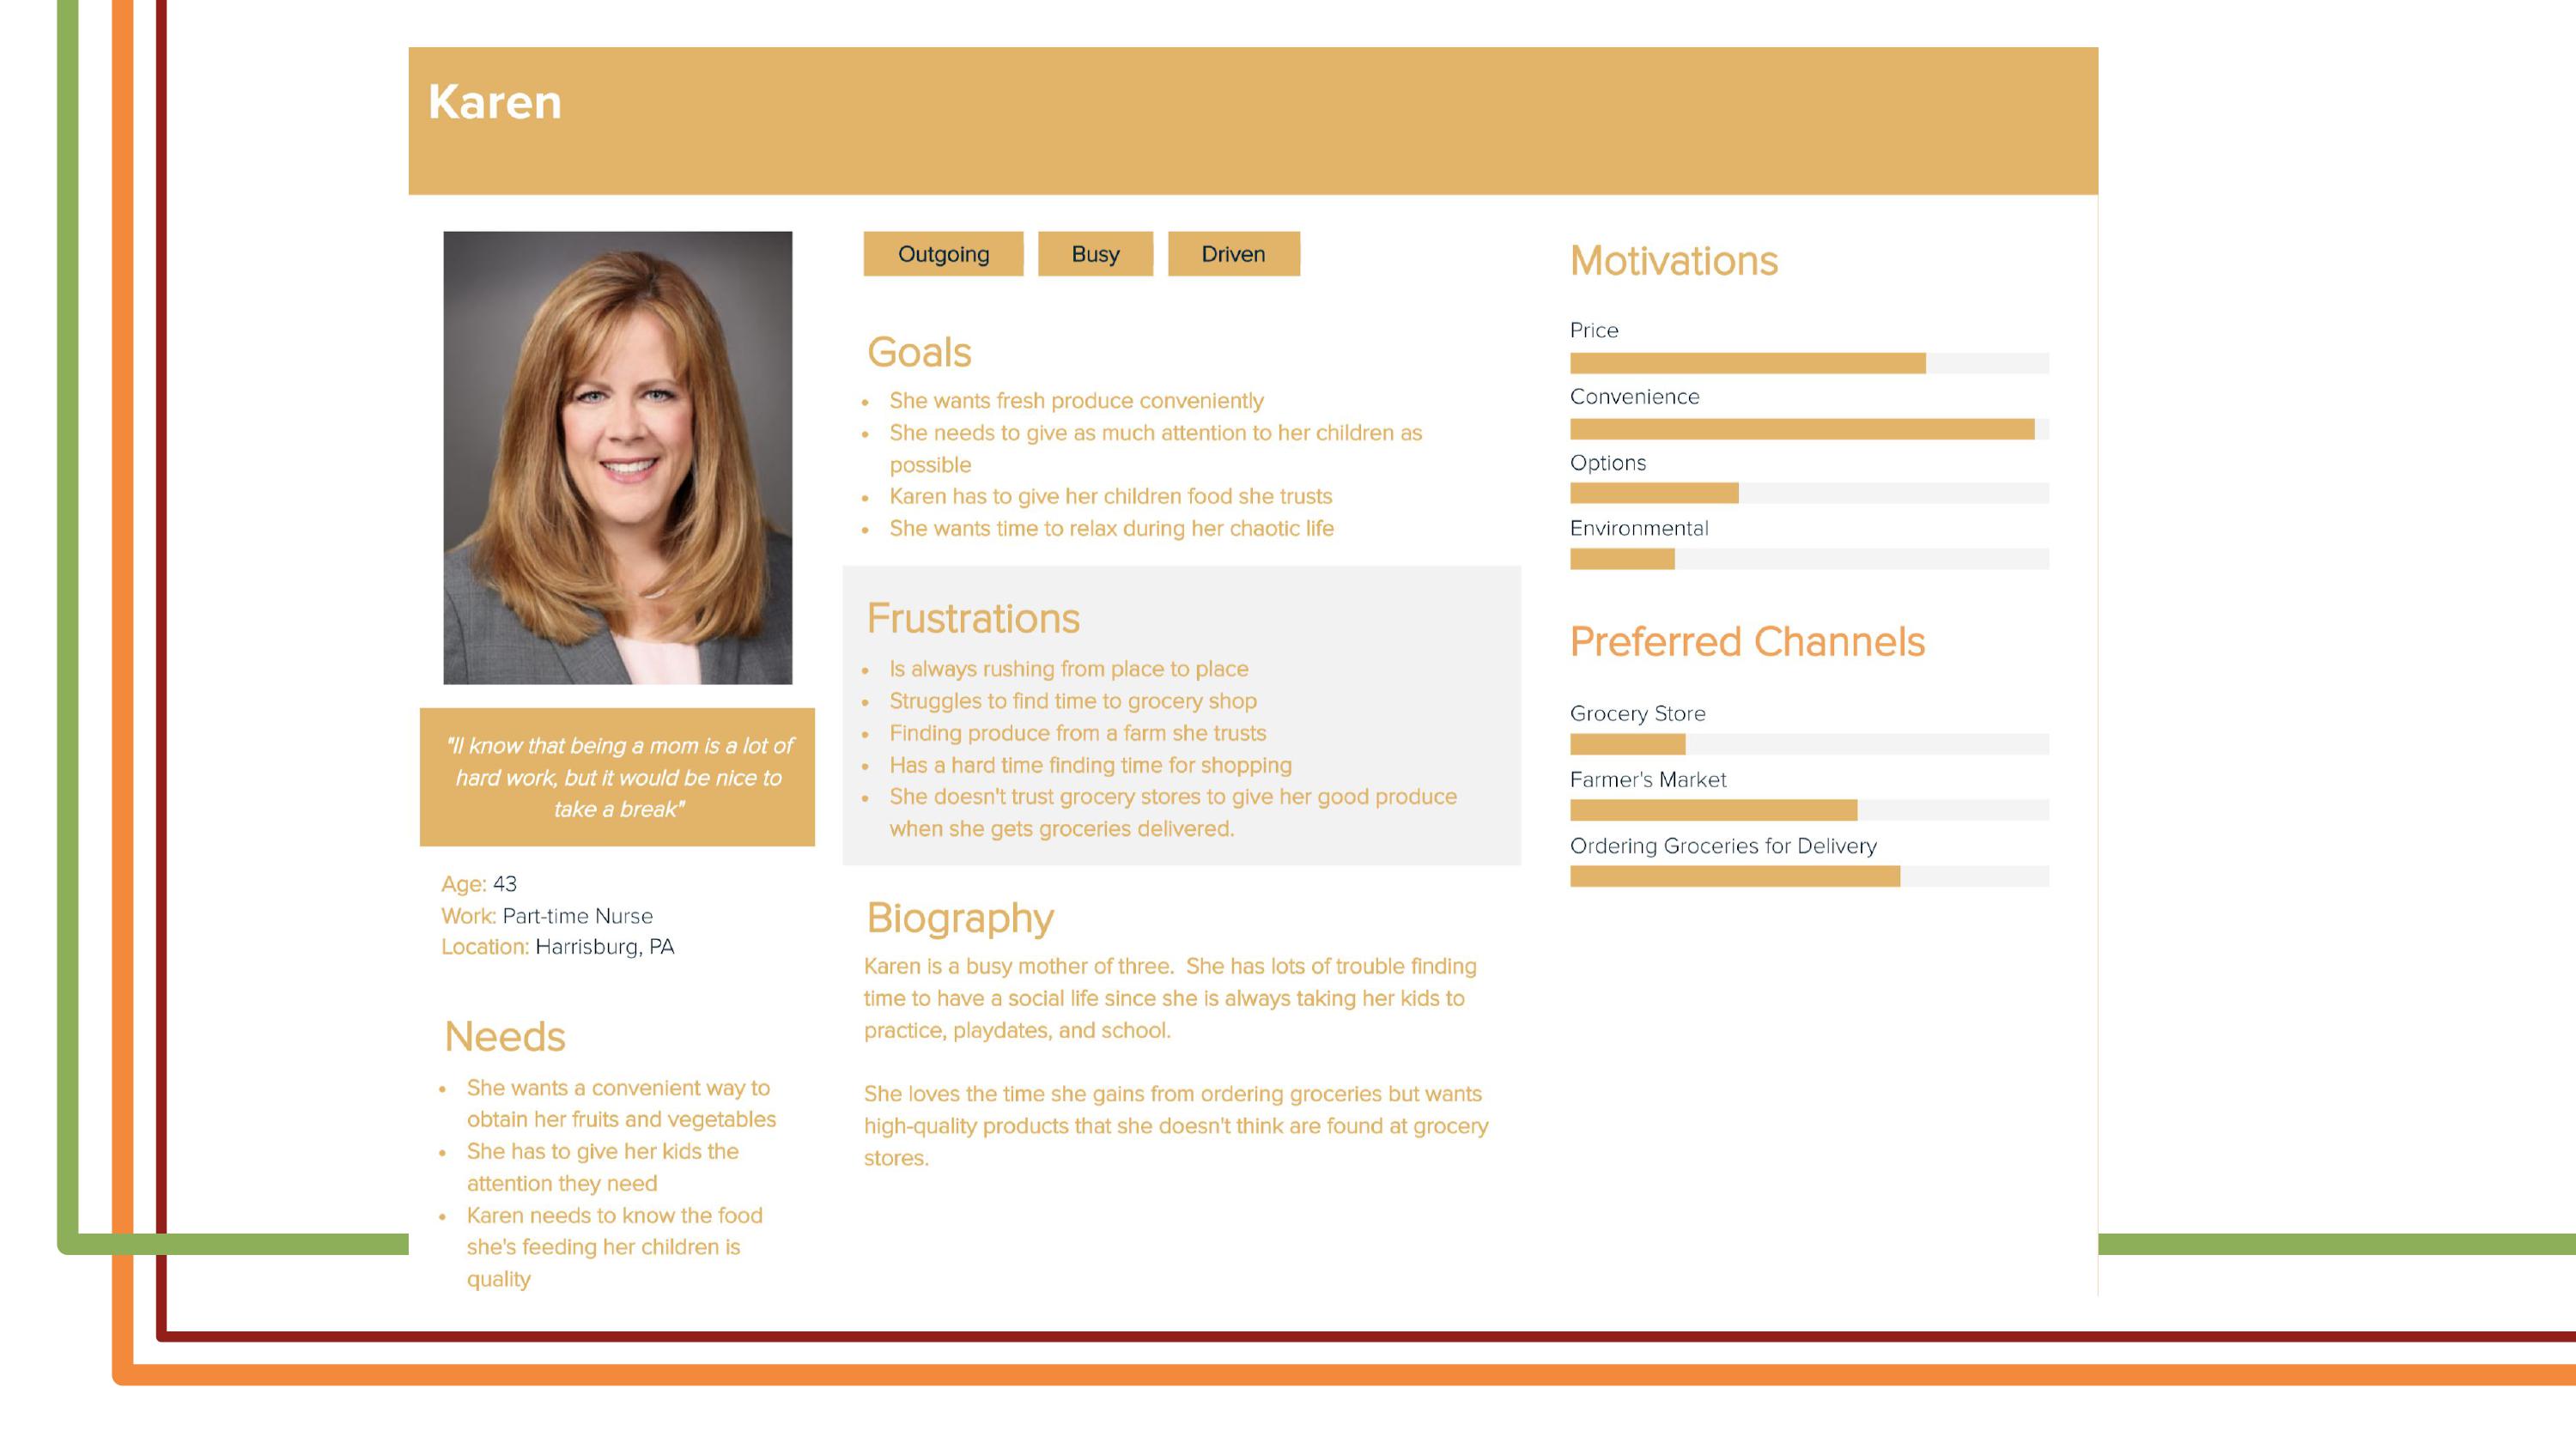 Karen
"Il know that being a mom is a lot of
hard work, but it would be nice to
take a break"
Age: 43
Work: Part-time Nurse
Location: Harrisburg, PA
Needs
• She wants a convenient way to
obtain her fruits and vegetables
• She has to give her kids the
attention they need
• Karen needs to know the food
she's feeding her children is
quality
Outgoing Busy Driven
Goals
• She wants fresh produce conveniently
• She needs to give as much attention to her children as
possible
• Karen has to give her children food she trusts
• She wants time to relax during her chaotic life
Frustrations
• Is always rushing from place to place
• Struggles to find time to grocery shop
• Finding produce from a farm she trusts
• Has a hard time finding time for shopping
• She doesn't trust grocery stores to give her good produce
when she gets groceries delivered.
Biography
Karen is a busy mother of three. She has lots of trouble finding
time to have a social life since she is always taking her kids to
practice, playdates, and school.
She loves the time she gains from ordering groceries but wants
high-quality products that she doesn't think are found at grocery
stores.
Motivations
Price
Convenience
Options
Environmental
Preferred Channels
Grocery Store
Farmer's Market
Ordering Groceries for Delivery